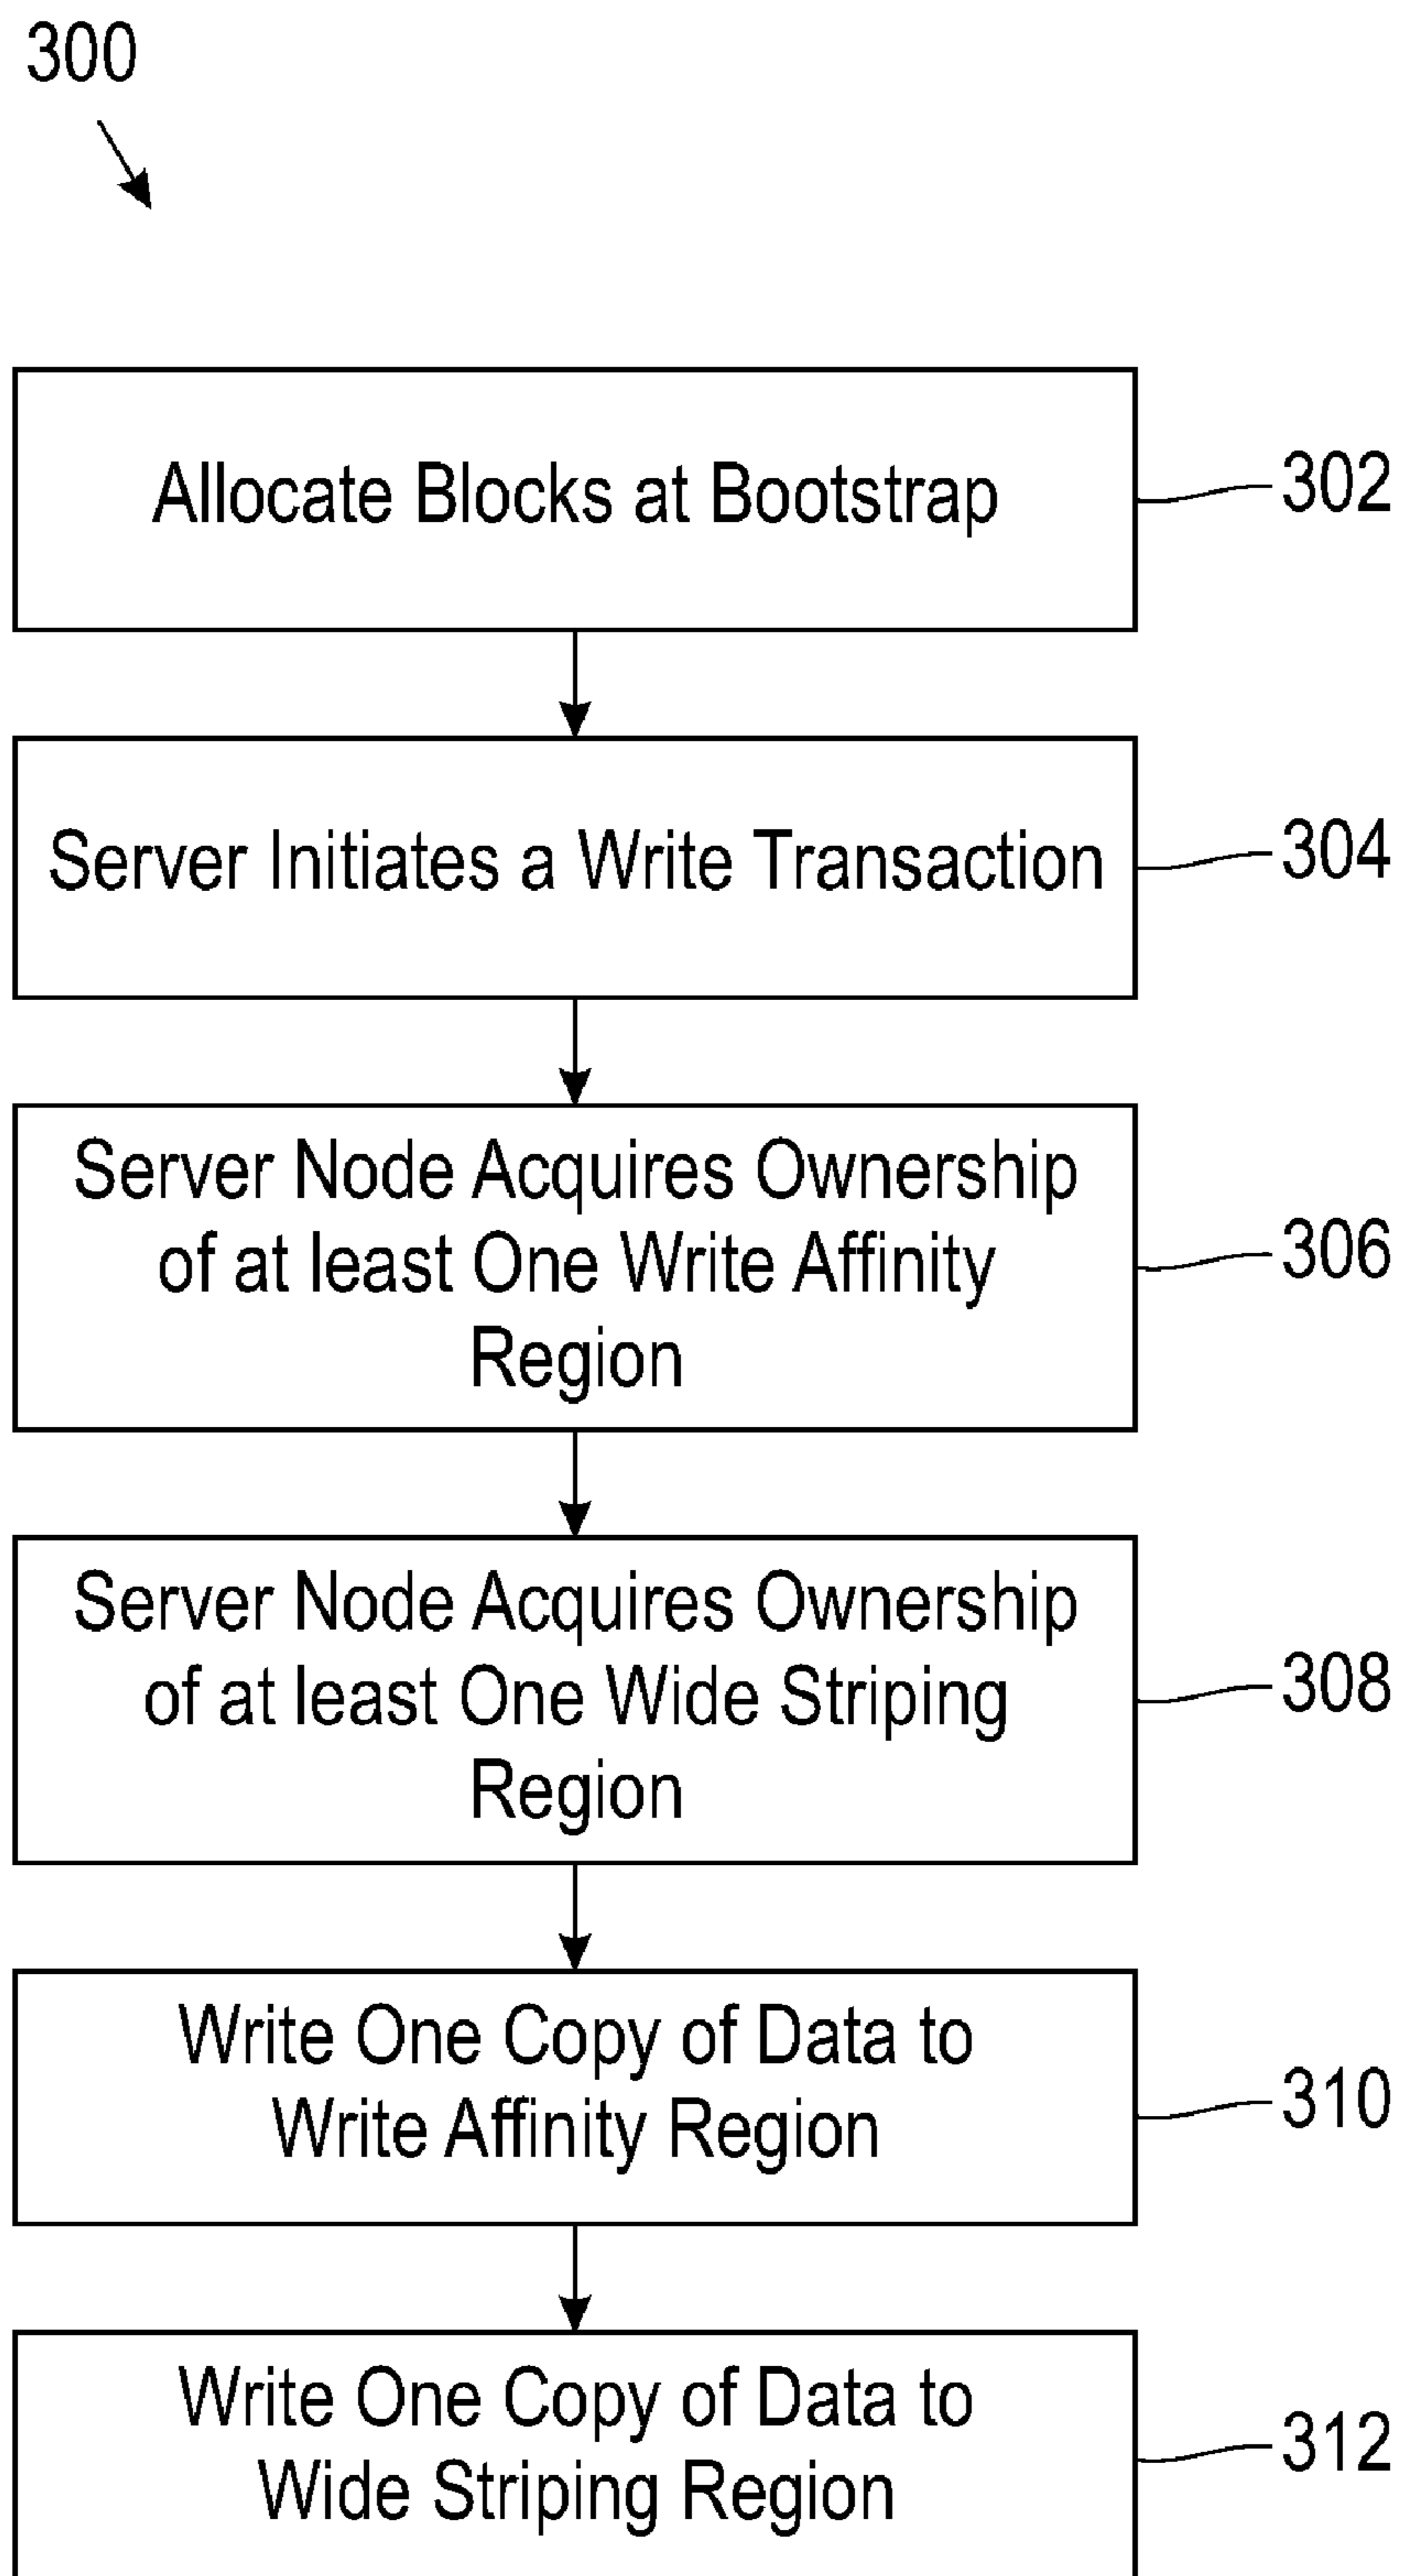 300
Allocate Blocks at Bootstrap
302
Server Initiates a Write Transaction
304
Server Node Acquires Ownership
of at least One Write Affinity
Region
306
Server Node Acquires Ownership
of at least One Wide Striping
Region
308
Write One Copy of Data to
Write Affinity Region
310
Write One Copy of Data to
Wide Striping Region
312